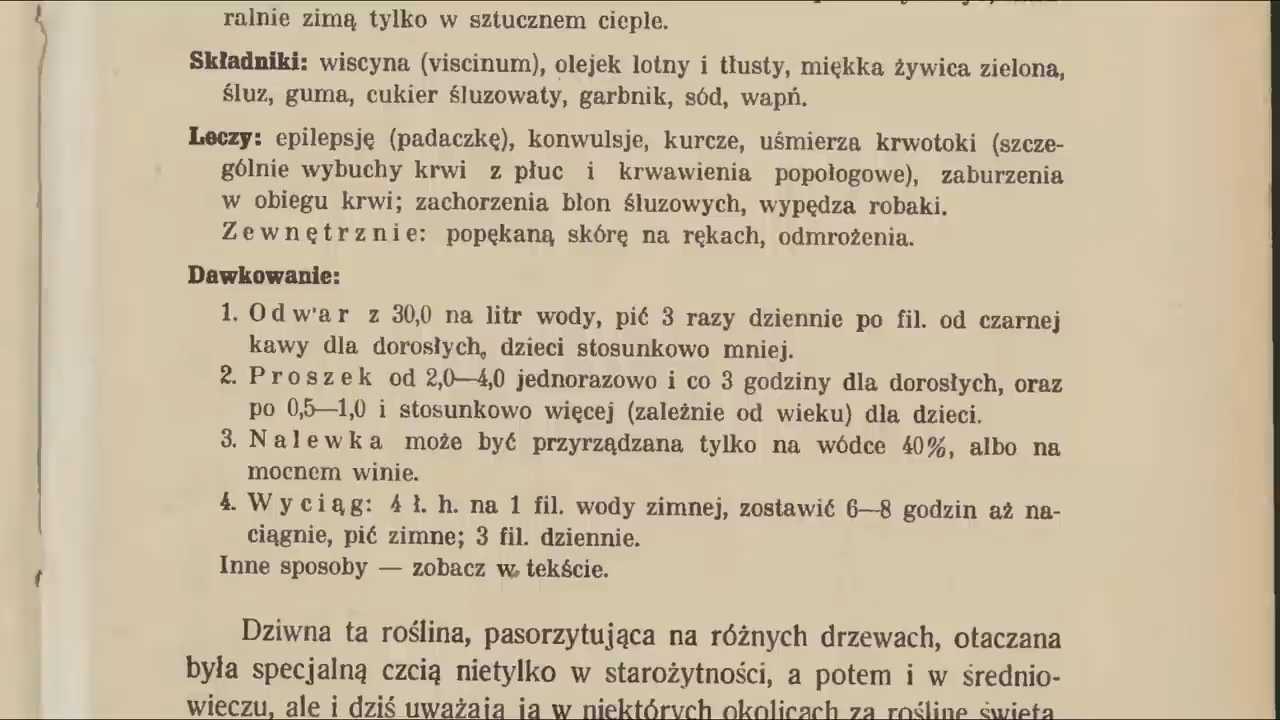 ralnie zimą tylko w sztucznem cieple.
Składniki: wiscyna (viscinum), olejek lotny i tłusty, miękka żywica zielona,
śluz, guma, cukier śluzowaty, garbnik, sód, wapń.
Leczy: epilepsję (padaczkę), konwulsje, kurcze, uśmierza krwotoki (szcze-
gólnie wybuchy krwi z płuc i krwawienia popołogowe), zaburzenia
w obiegu krwi; zachorzenia błon śluzowych, wypędza robaki.
Zewnętrznie: popękaną skórę na rękach, odmrożenia.
Dawkowanie:
1. Odwar z 30,0 na litr wody, pić 3 razy dziennie po fil. od czarnej
kawy dla dorosłych, dzieci stosunkowo mniej.
2. Proszek od 2,0—4,0 jednorazowo i co 3 godziny dla dorosłych, oraz
po 0,5—1,0 i stosunkowo więcej (zależnie od wieku) dla dzieci.
3. Nalewka może być przyrządzana tylko na wódce 40%, albo na
mocnem winie.
4. Wyciąg: 4 ł. h. na 1 fil. wody zimnej, zostawić 6—8 godzin aż na-
ciągnie, pić zimne; 3 fil. dziennie.
Inne sposoby — zobacz w tekście.
Dziwna ta roślina, pasorzytująca na różnych drzewach, otaczana
była specjalną czcią nietylko w starożytności, a potem i w średnio-
wieczu, ale i dziś uważają ją w niektórych okolicach za roślinę świętą